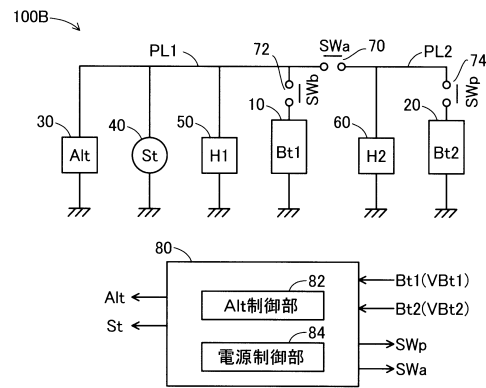 100B
PL1
72
SWa
70
PL2
74
SWb
SWp
30
40
50
10
60
20
Alt
St
H1
Bt1
H2
Bt2
80
82
Alt制御部
84
電源制御部
Alt
St
Bt1(VBt1)
Bt2(VBt2)
SWp
SWa